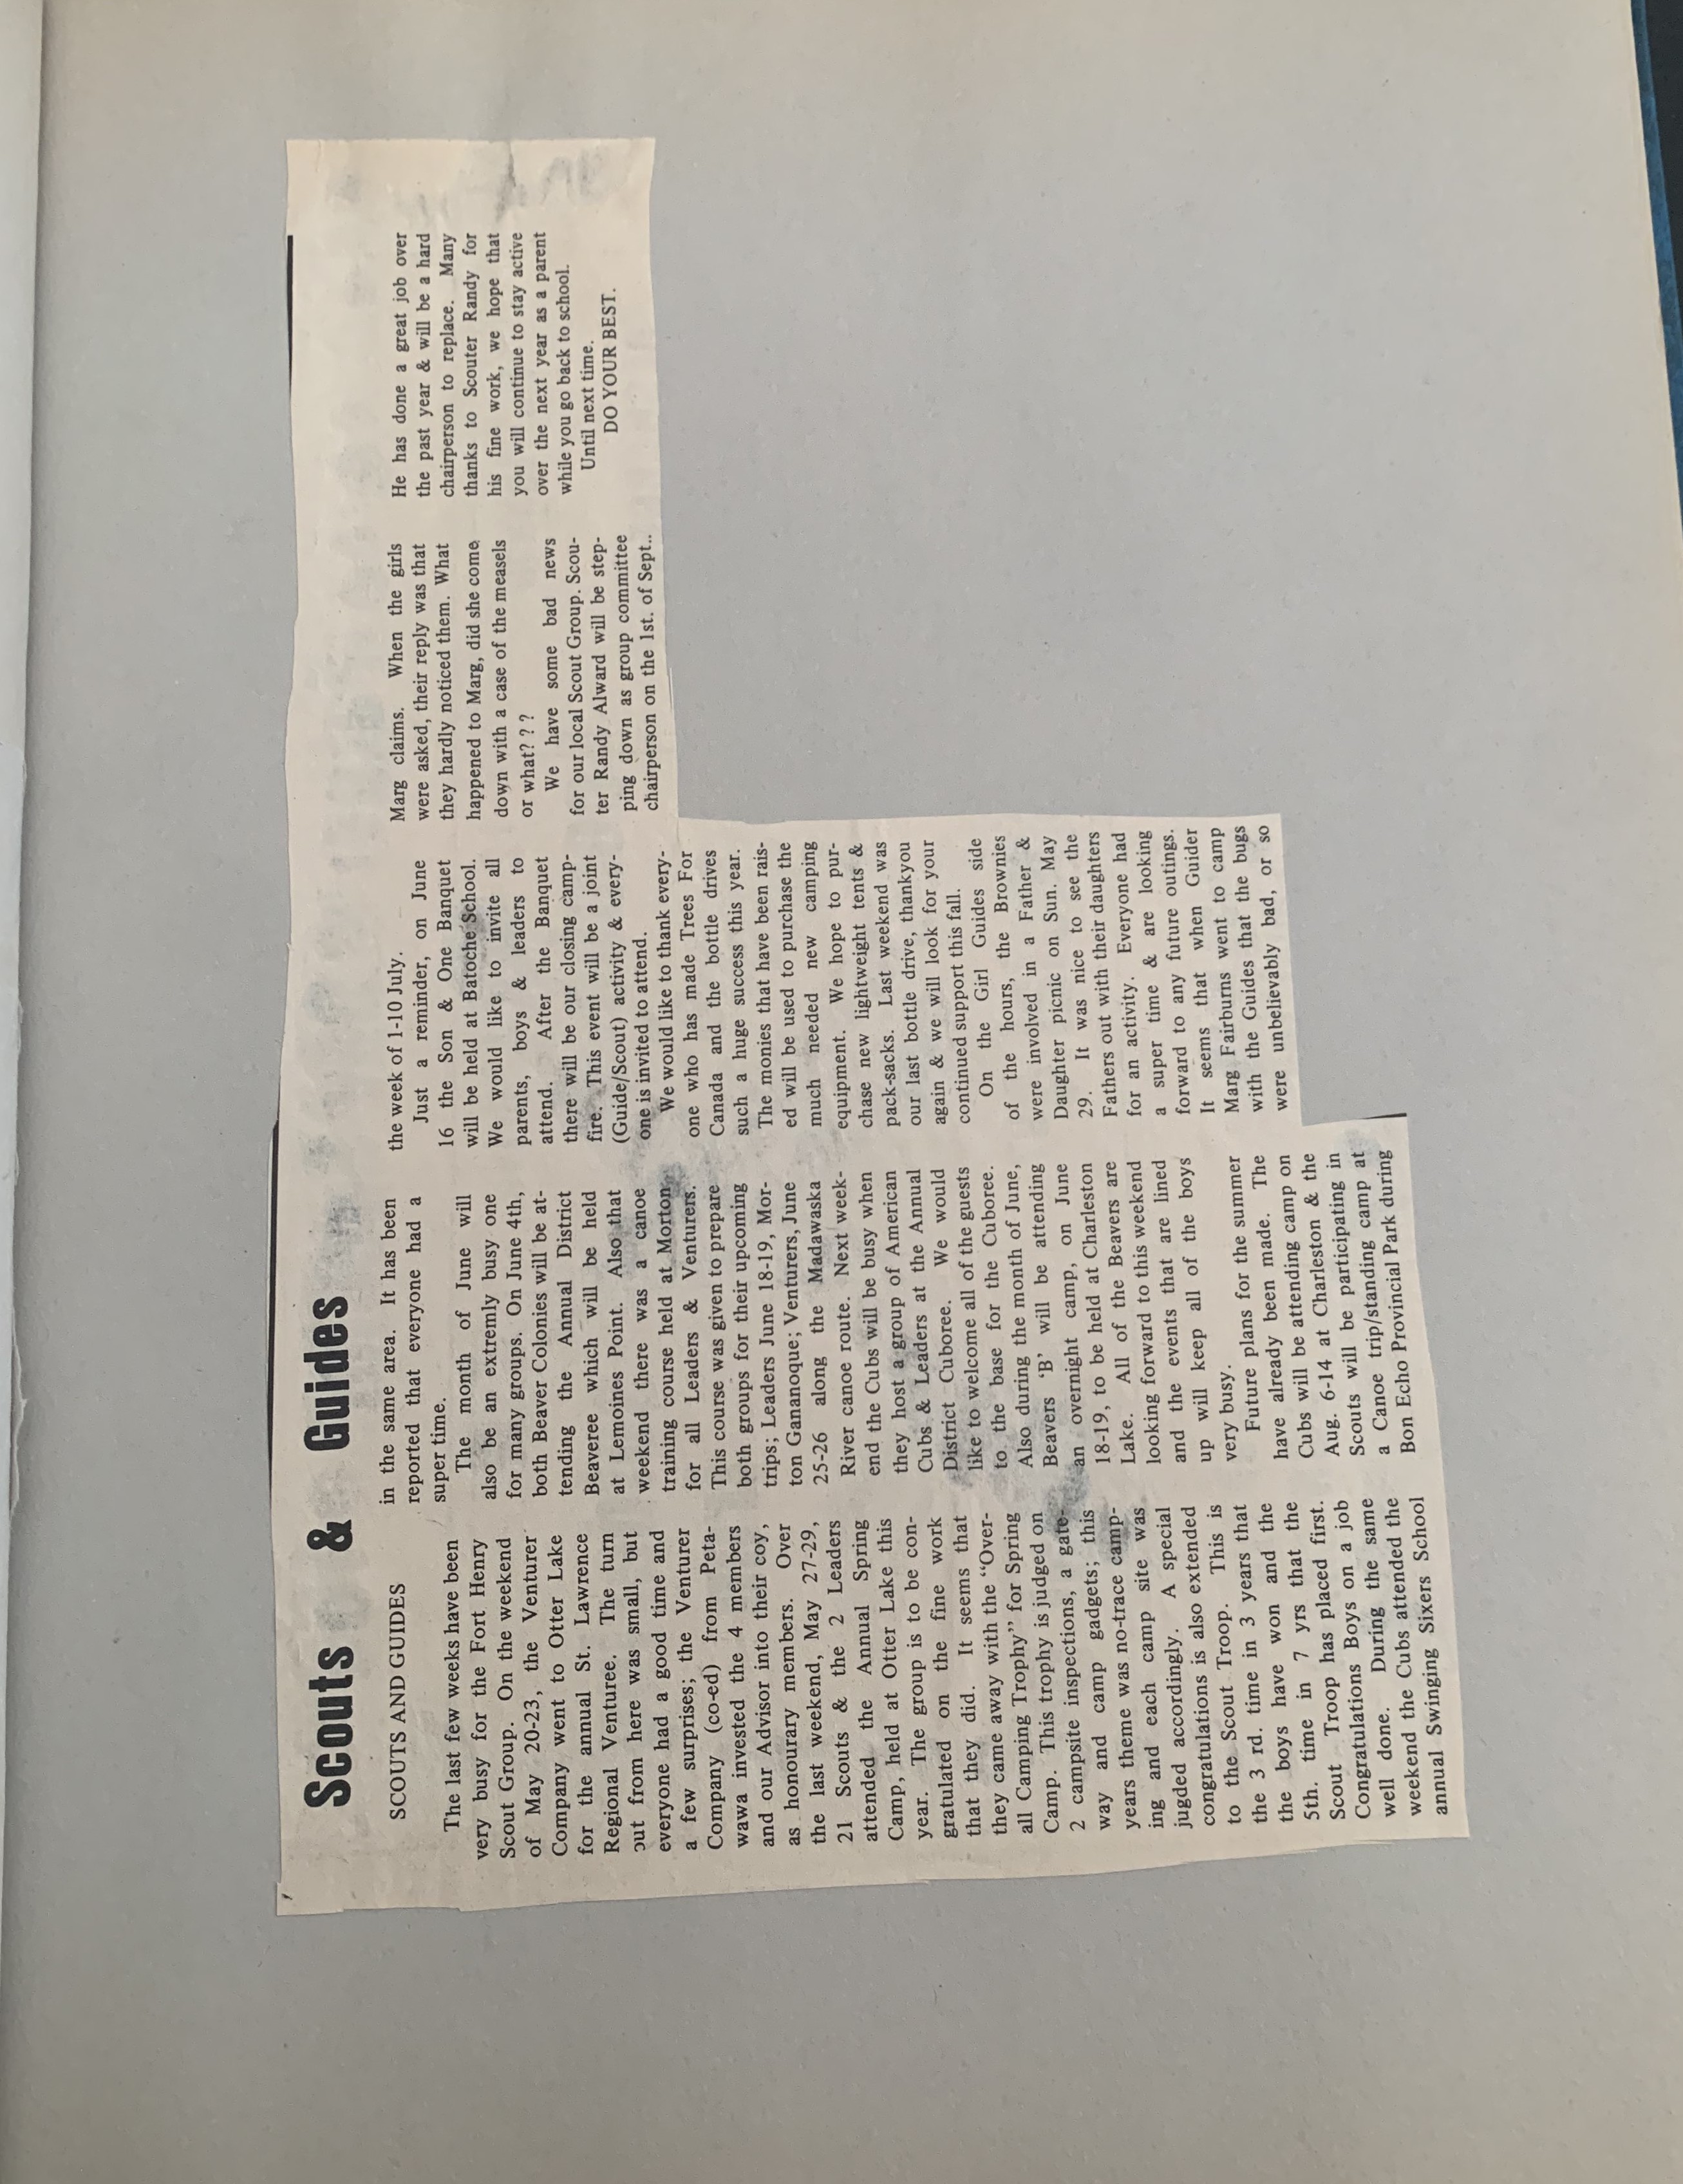 Scouts & Guides
SCOUTS AND GUIDES
The last few weeks have been
very busy for the Fort Henry
Scout Group. On the weekend
of May 20-23, the Venturer
Company went to Otter Lake
for the annual St. Lawrence
Regional Venturee. The turn
out from here was small, but
everyone had a good time and
a few surprises; the Venturer
Company (co-ed) from Peta-
wawa invested the 4 members
and our Advisor into their coy,
as honourary members. Over
the last weekend, May 27-29,
21 Scouts & the 2 Leaders
attended the Annual Spring
Camp, held at Otter Lake this
year. The group is to be con-
gratulated on the fine work
that they did. It seems that
they came away with the "Over-
all Camping Trophy" for Spring
Camp. This trophy is judged on
2 campsite inspections, a gate-
way and camp gadgets; this
years theme was no-trace camp-
ing and each camp site was
jugded accordingly. A special
congratulations is also extended
to the Scout Troop. This is
the 3 rd. time in 3 years that
the boys have won and the
5th. time in 7 yrs that the
Scout Troop has placed first.
Congratulations Boys on a job
well done. During the same
weekend the Cubs attended the
annual Swinging Sixers School
in the same area. It has been
reported that everyone had a
super time.
The month of June will
also be an extremely busy one
for many groups. On June 4th,
both Beaver Colonies will be at-
tending the Annual District
Beaveree which will be held
at Lemoines Point. Also that
weekend there was a canoe
training course held at Morton
for all Leaders & Venturers.
This course was given to prepare
both groups for their upcoming
trips; Leaders June 18-19, Mor-
ton Gananoque; Venturers, June
25-26 along the Madawaska
River canoe route. Next week-
end the Cubs will be busy when
they host a group of American
Cubs & Leaders at the Annual
District Cuboree. We would
like to welcome all of the guests
to the base for the Cuboree.
Also during the month of June,
Beavers 'B' will be attending
an overnight camp, on June
18-19, to be held at Charleston
Lake. All of the Beavers are
looking forward to this weekend
and the events that are lined
up will keep all of the boys
very busy.
Future plans for the summer
have already been made. The
Cubs will be attending camp on
Aug. 6-14 at Charleston & the
Scouts will be participating in
a Canoe trip/standing camp at
Bon Echo Provincial Park during
the week of 1-10 July.
Just a reminder, on June
16 the Son & One Banquet
will be held at Batoche School.
We would like to invite all
parents, boys & leaders to
attend. After the Banquet
there will be our closing camp-
fire. This event will be a joint
(Guide/Scout) activity & every-
one is invited to attend.
We would like to thank every-
one who has made Trees For
Canada and the bottle drives
such a huge success this year.
The monies that have been rais-
ed will be used to purchase the
much needed new camping
equipment. We hope to pur-
chase new lightweight tents &
pack-sacks. Last weekend was
our last bottle drive, thankyou
again & we will look for your
continued support this fall.
On the Girl Guides side
of the hours, the Brownies
were involved in a Father &
Daughter picnic on Sun. May
29. It was nice to see the
Fathers out with their daughters
for an activity. Everyone had
a super time & are looking
forward to any future outings.
It seems that when Guider
Marg Fairburns went to camp
with the Guides that the bugs
were unbelievably bad, or so
Marg claims. When the girls
were asked, their reply was that
they hardly noticed them. What
happened to Marg, did she come
down with a case of the measels
or what???
We have some bad news
for our local Scout Group. Scou-
ter Randy Alward will be step-
ping down as group committee
chairperson on the 1st. of Sept..
He has done a great job over
the past year & will be a hard
chairperson to replace. Many
thanks to Scouter Randy for
his fine work, we hope that
you will continue to stay active
over the next year as a parent
while you go back to school.
Until next time.
DO YOUR BEST.